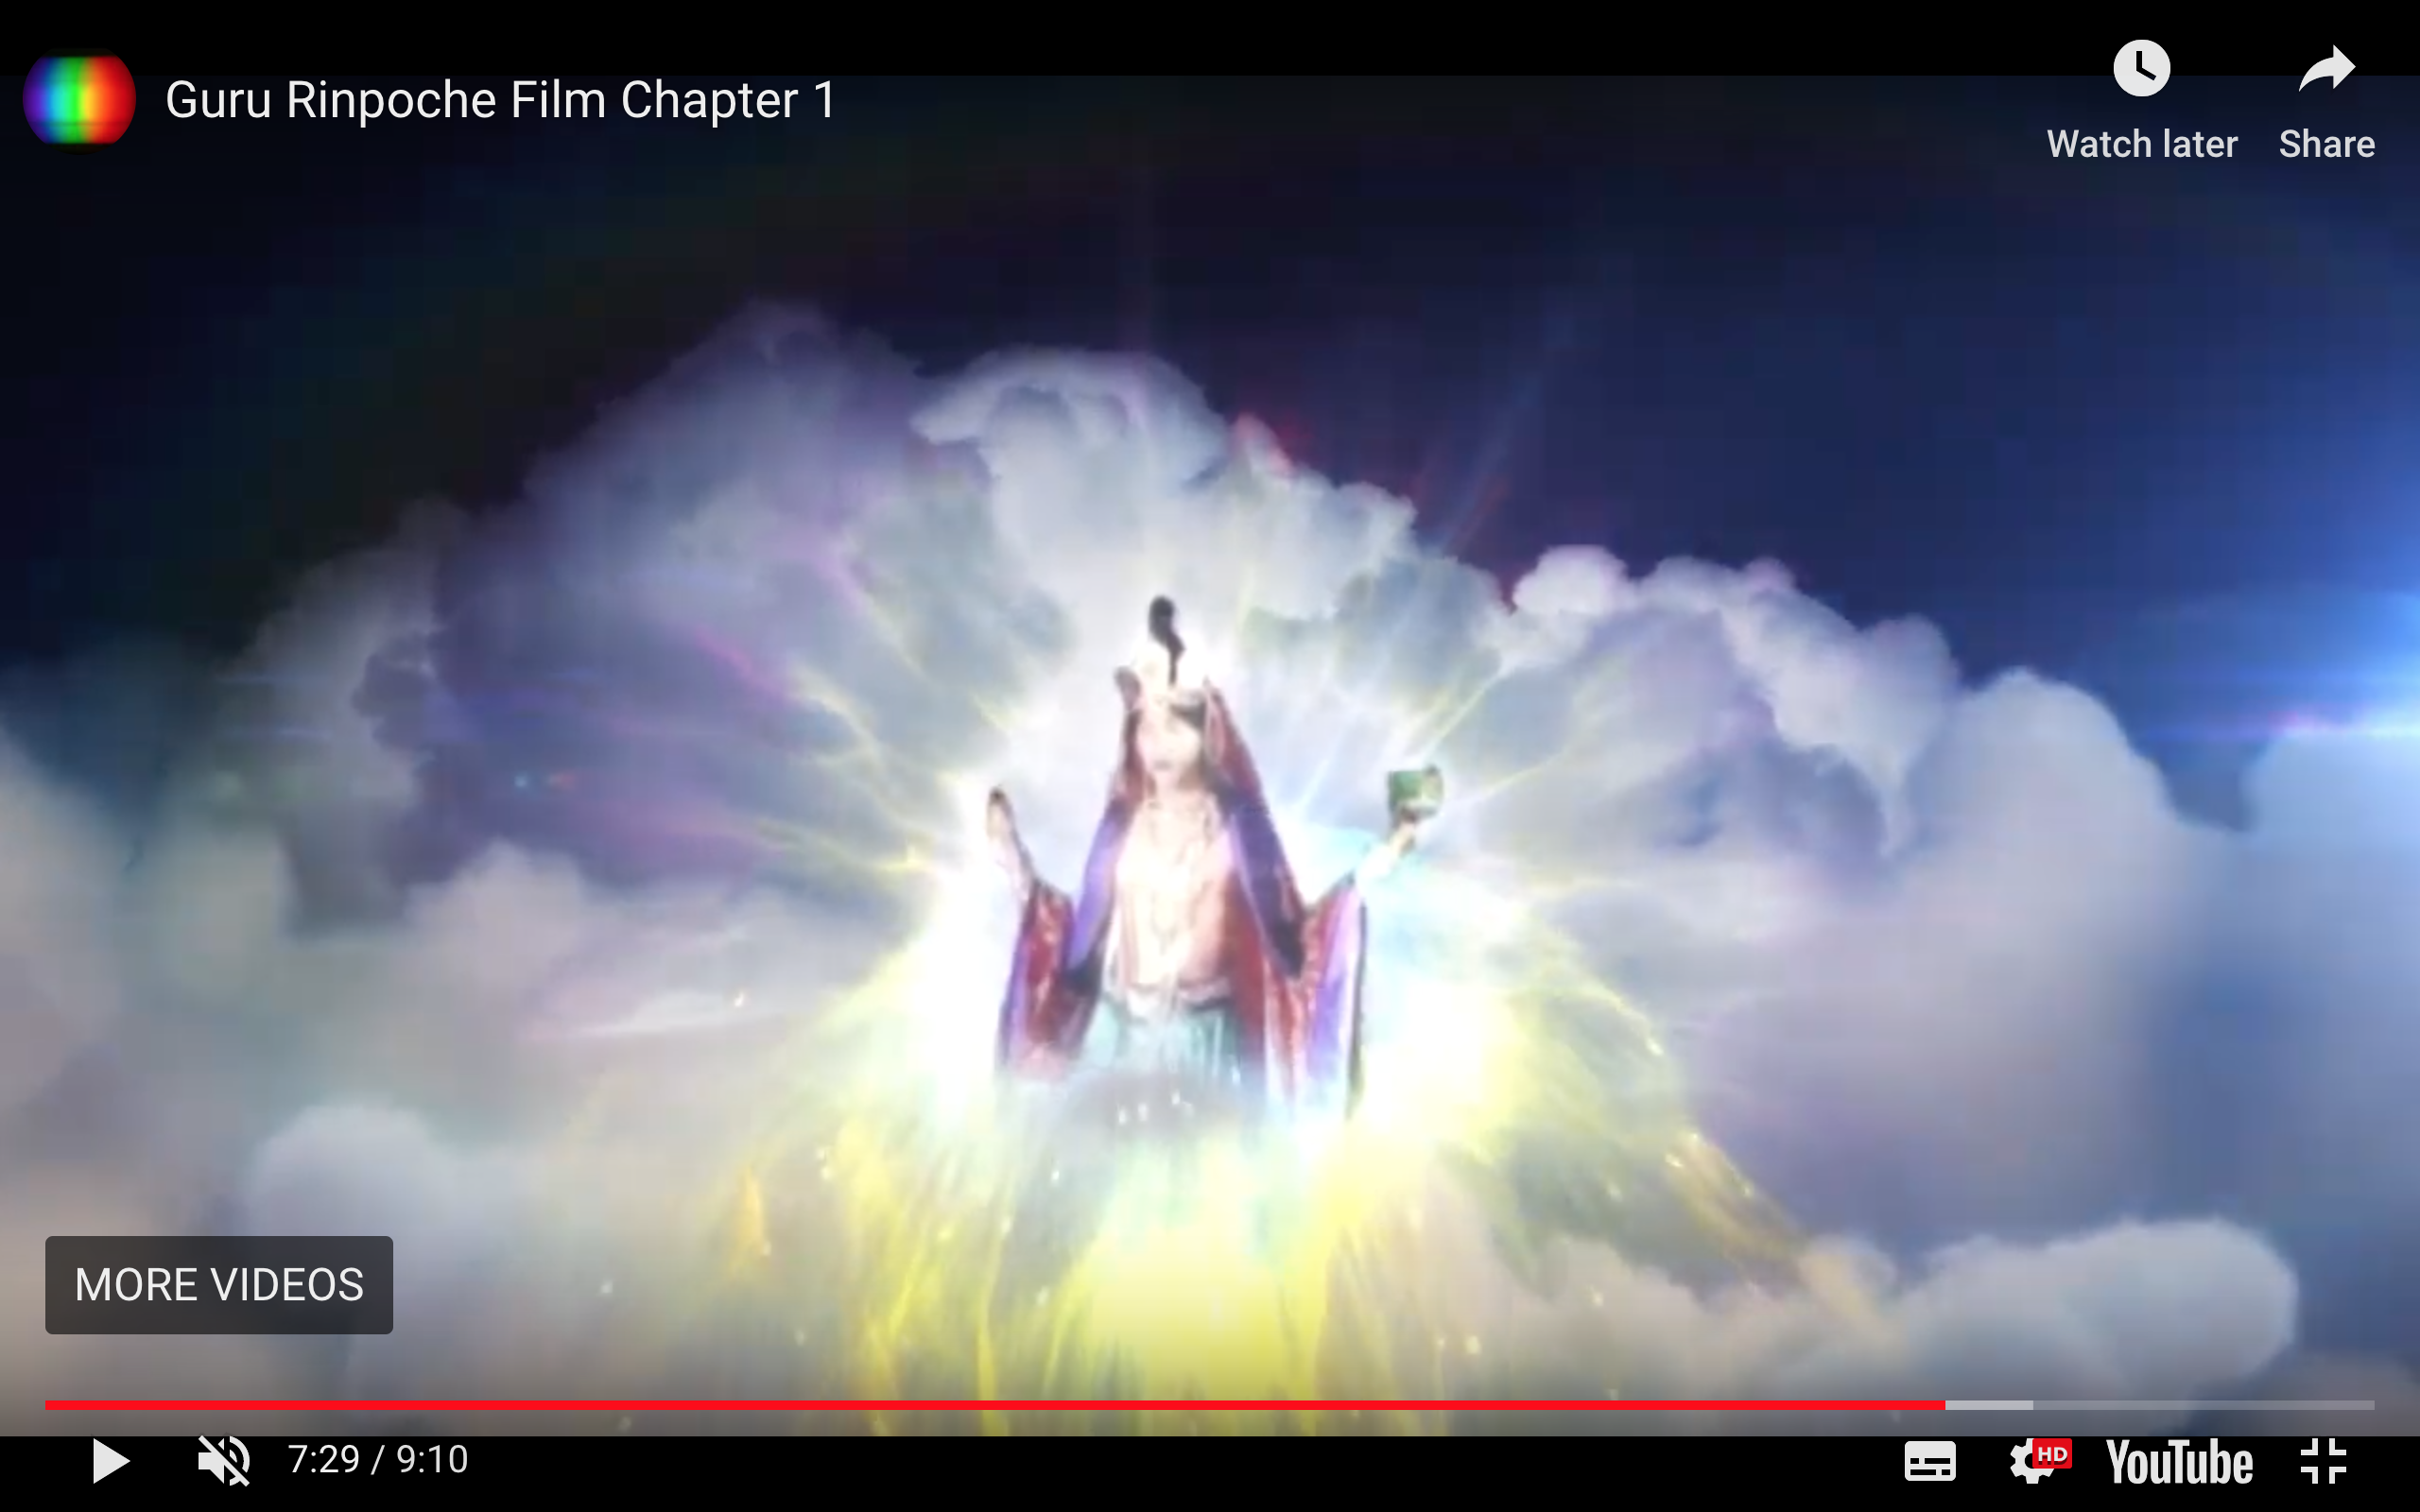 Guru Rinpoche Film Chapter 1
Watch later
Share
MORE VIDEOS
7:29 / 9:10
HD
YouTube